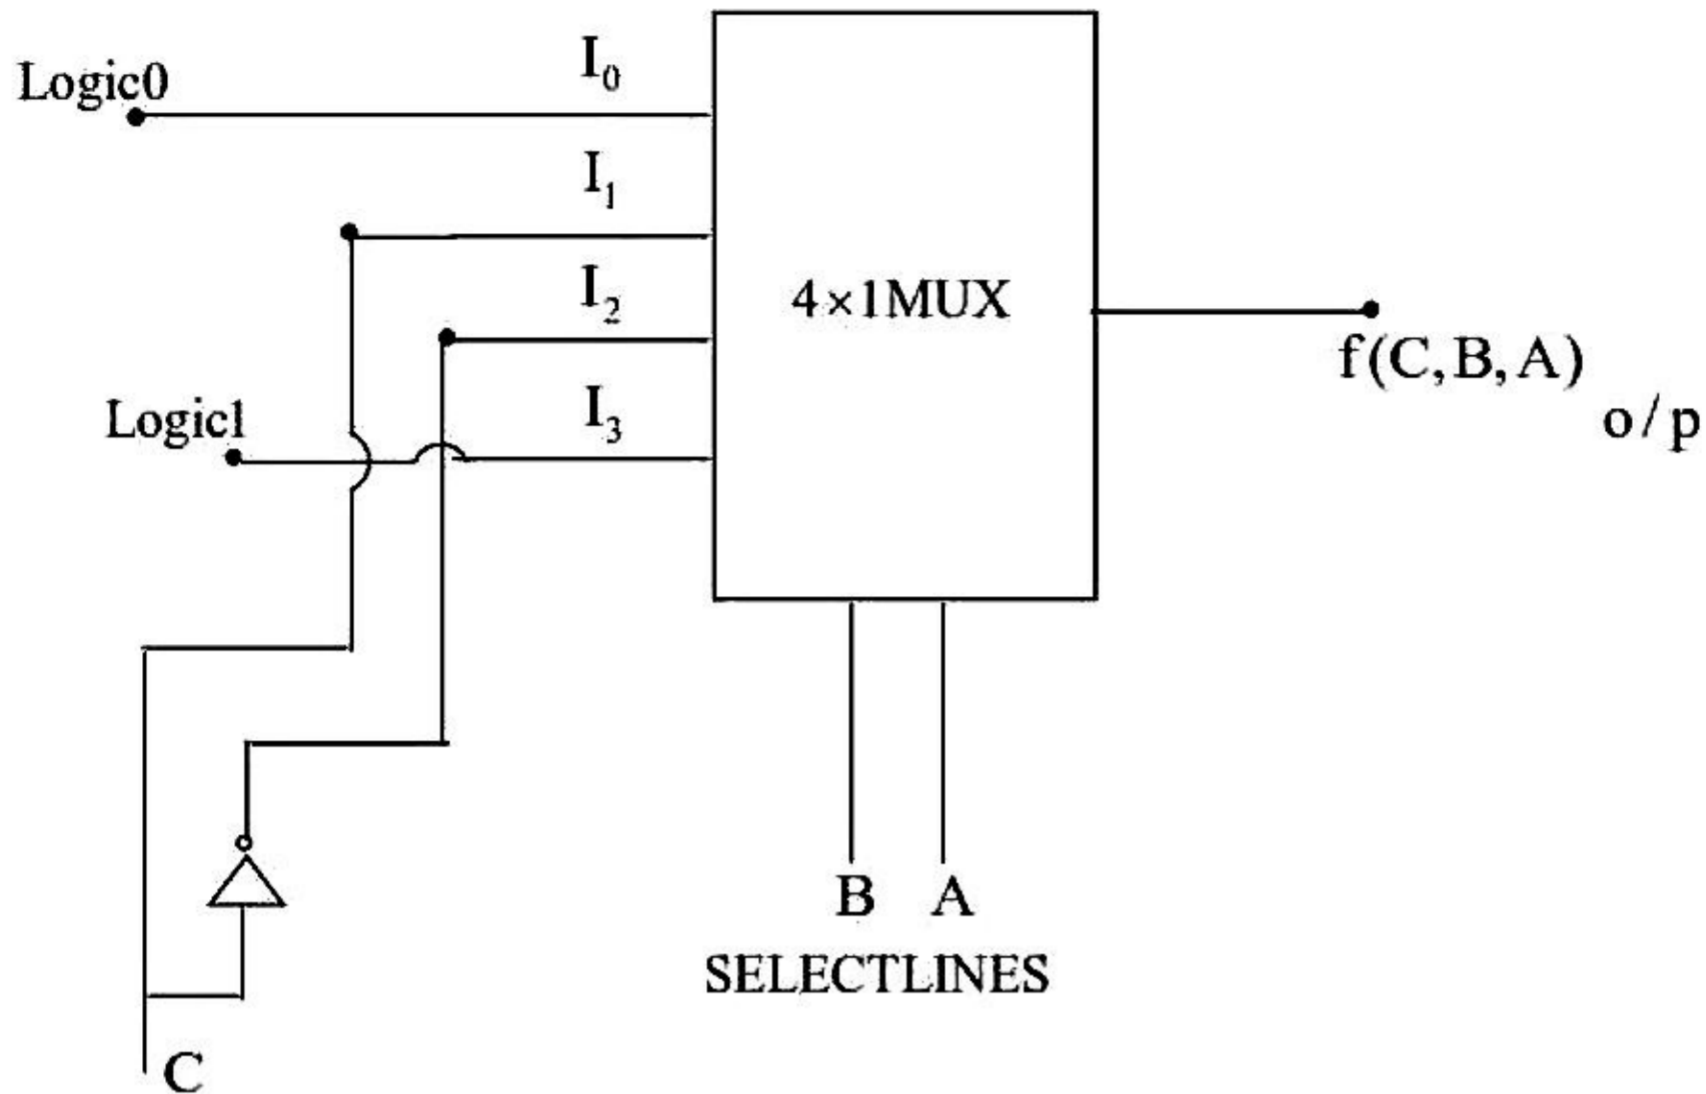 Logic0
I₀
I₁
I₂
4×1MUX
f(C,B,A)
o/p
Logic1
I₃
B A
SELECTLINES
C